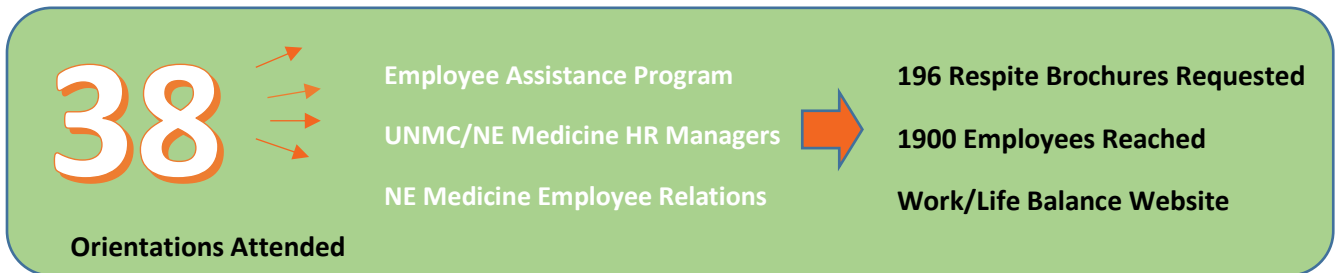 38
Orientations Attended
Employee Assistance Program
UNMC/NE Medicine HR Managers
NE Medicine Employee Relations
196 Respite Brochures Requested
1900 Employees Reached
Work/Life Balance Website